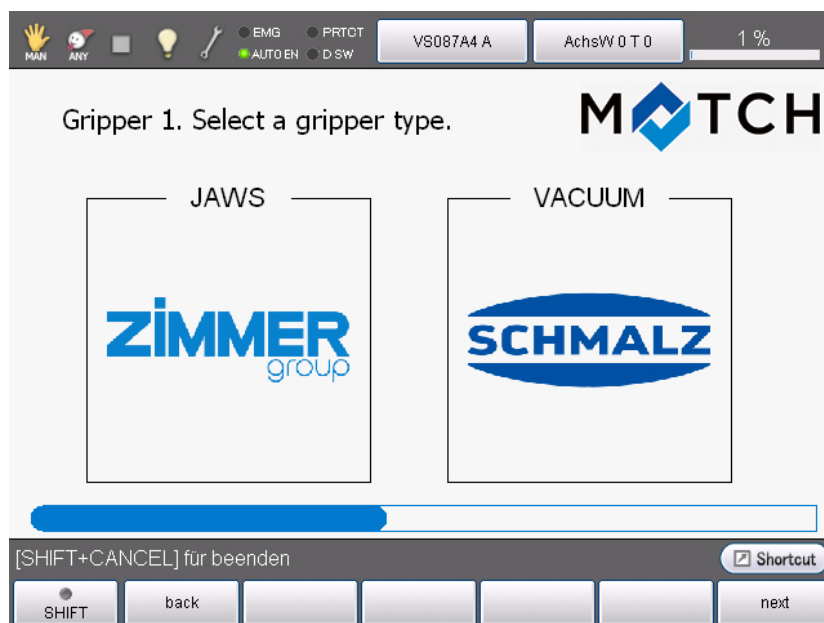 MAN
ANY
EMG
PRTCT
AUTO EN
D SW
VS087A4 A
AchsW 0 T 0
1 %
Gripper 1. Select a gripper type.
MATCH
JAWS
VACUUM
ZIMMER
group
SCHMALZ
[SHIFT+CANCEL] für beenden
Shortcut
SHIFT
back
next